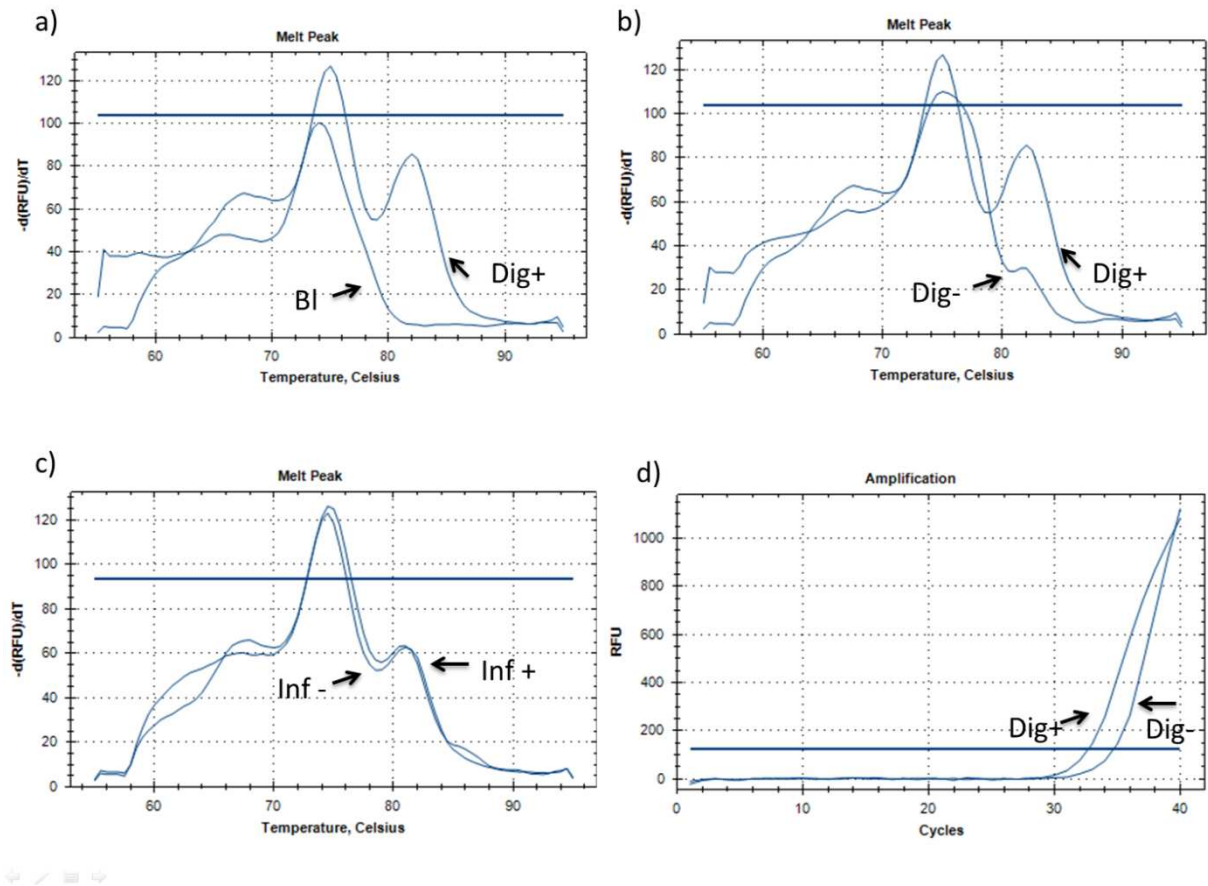 a)
Melt Peak
-d(RFU)/dT
120
100
80
60
40
20
0
Bl
Dig+
60
70
80
90
Temperature, Celsius
b)
Melt Peak
-d(RFU)/dT
120
100
80
60
40
20
0
Dig-
Dig+
60
70
80
90
Temperature, Celsius
c)
Melt Peak
-d(RFU)/dT
120
100
80
60
40
20
0
Inf -
Inf +
60
70
80
90
Temperature, Celsius
d)
Amplification
RFU
1000
800
600
400
200
0
Dig+
Dig-
0
10
20
30
40
Cycles